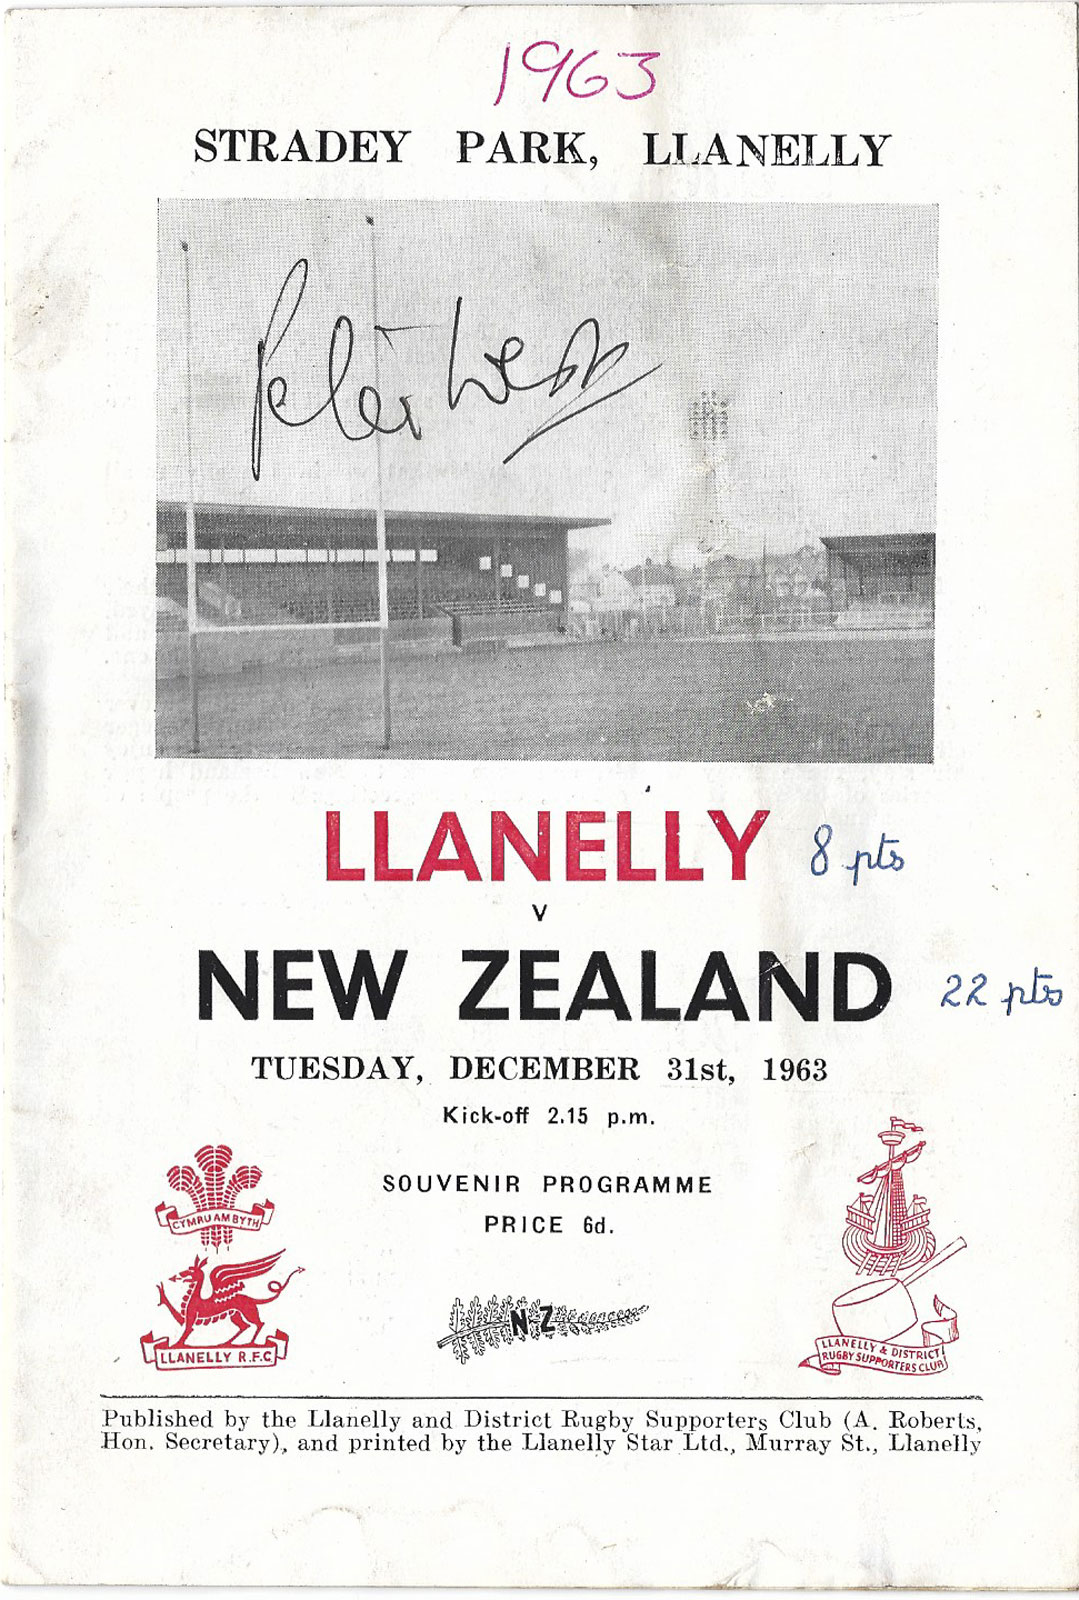 1963
STRADEY PARK, LLANELLY
Peter West
LLANELLY 8 pts
v
NEW ZEALAND 22 pts
TUESDAY, DECEMBER 31st, 1963
Kick-off 2.15 p.m.
SOUVENIR PROGRAMME
PRICE 6d.
CYMRU AM BYTH
LLANELLY R.F.C
NZ
LLANELLY & DISTRICT
RUGBY SUPPORTERS CLUB
Published by the Llanelly and District Rugby Supporters Club (A. Roberts,
Hon. Secretary), and printed by the Llanelly Star Ltd., Murray St., Llanelly